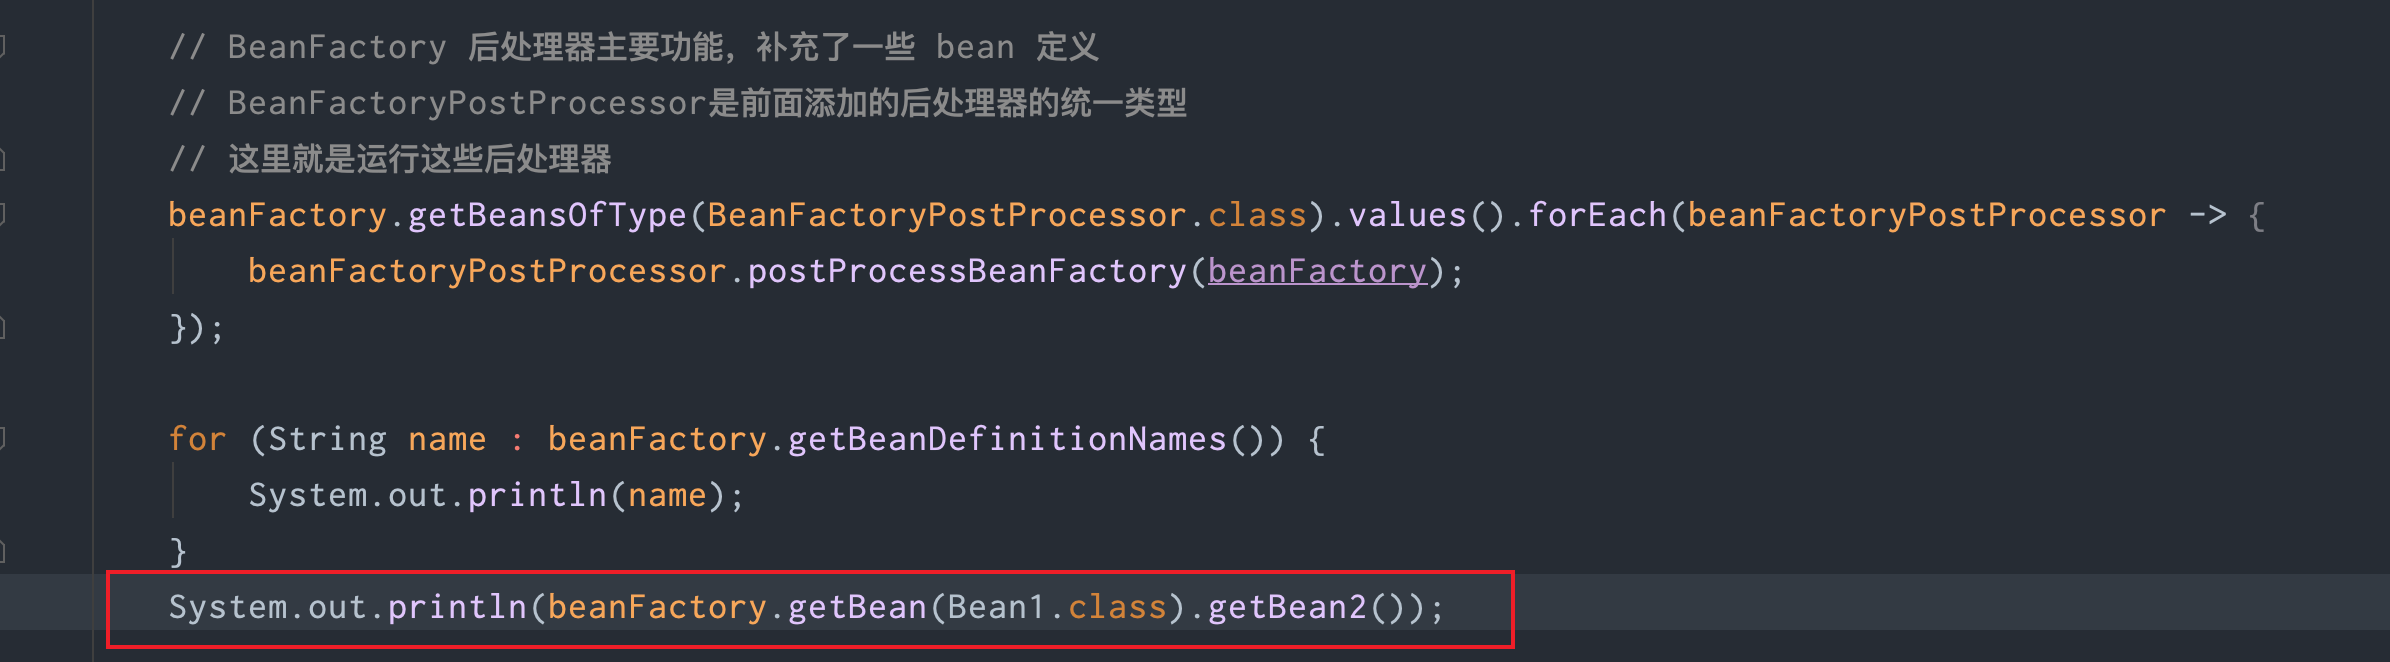 // BeanFactory 后处理器主要功能，补充了一些 bean 定义
// BeanFactoryPostProcessor是前面添加的后处理器的统一类型
// 这里就是运行这些后处理器
beanFactory.getBeansOfType(BeanFactoryPostProcessor.class).values().forEach(beanFactoryPostProcessor -> {
    beanFactoryPostProcessor.postProcessBeanFactory(beanFactory);
});
for (String name : beanFactory.getBeanDefinitionNames()) {
    System.out.println(name);
}
System.out.println(beanFactory.getBean(Bean1.class).getBean2());